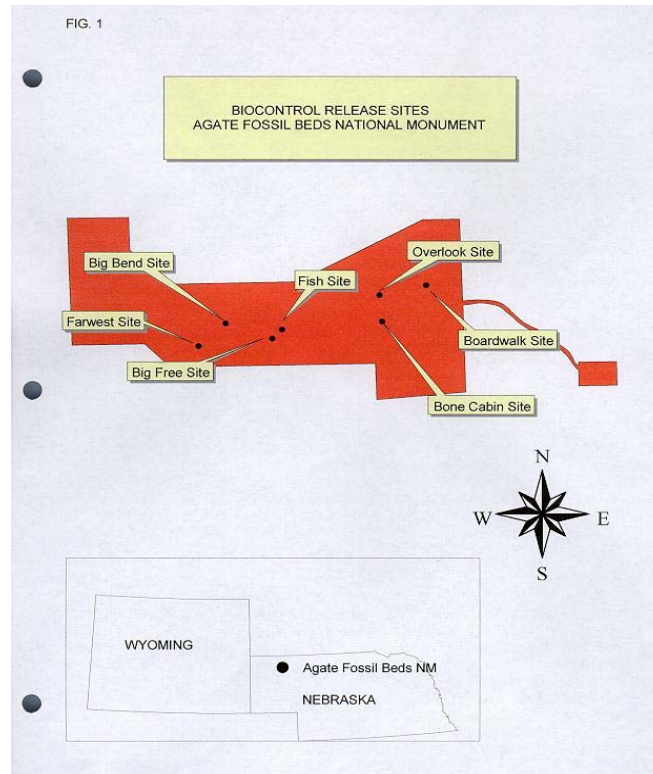 FIG. 1
BIOCONTROL RELEASE SITES
AGATE FOSSIL BEDS NATIONAL MONUMENT
Overlook Site
Big Bend Site
Fish Site
Farwest Site
Boardwalk Site
Big Free Site
Bone Cabin Site
N
W
E
S
WYOMING
Agate Fossil Beds NM
NEBRASKA